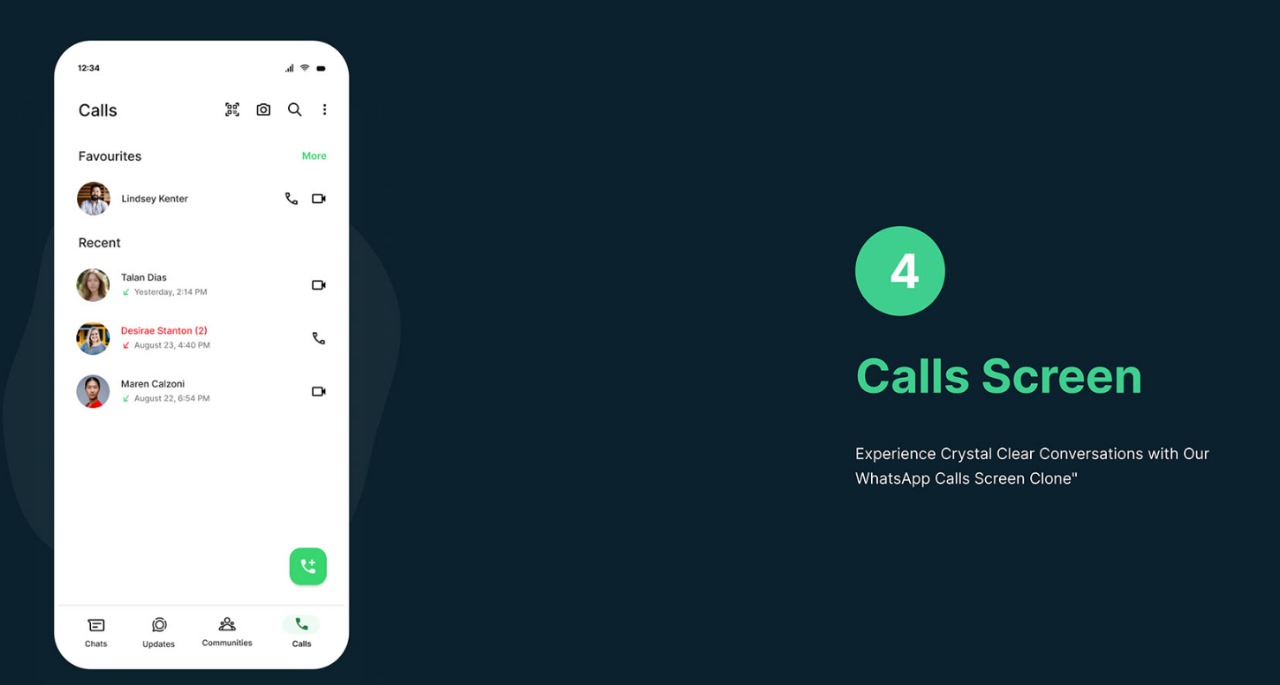 12:34
Calls
Favourites
More
Lindsey Kenter
Recent
Talan Dias
Yesterday, 2:14 PM
Desirae Stanton (2)
August 23, 4:40 PM
Maren Calzoni
August 22, 6:54 PM
Chats
Updates
Communities
Calls
4
Calls Screen
Experience Crystal Clear Conversations with Our
WhatsApp Calls Screen Clone"